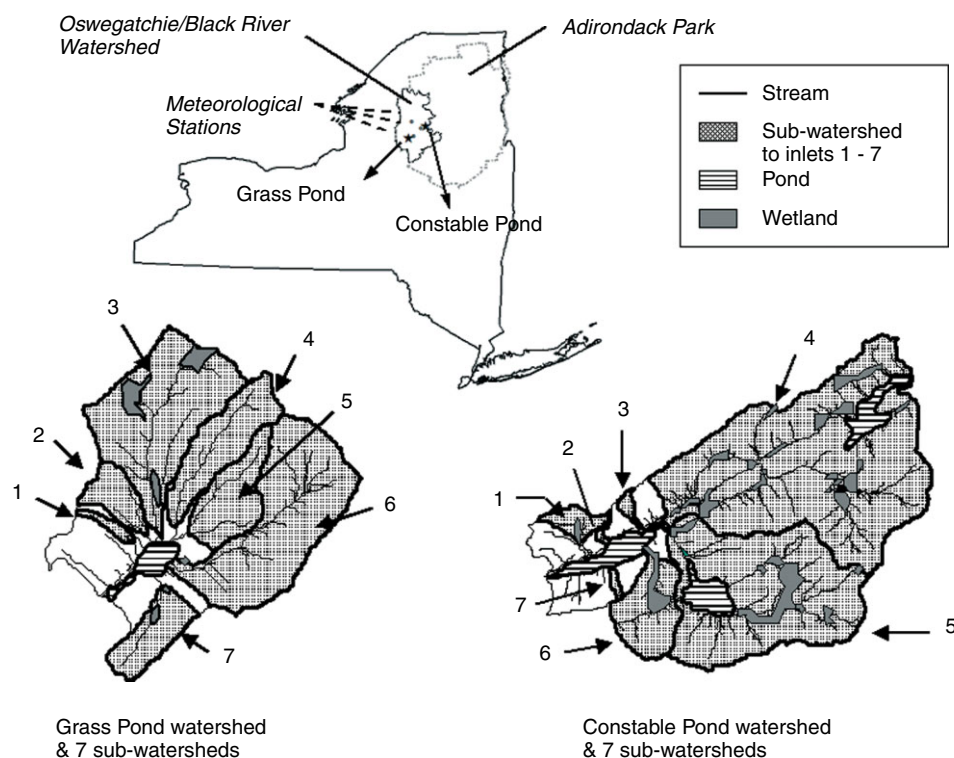 Oswegatchie/Black River
Watershed
Adirondack Park
Meteorological
Stations
Grass Pond
Constable Pond
Stream
Sub-watershed
to inlets 1 - 7
Pond
Wetland
3
4
5
2
1
6
7
4
3
2
1
7
6
5
Grass Pond watershed
& 7 sub-watersheds
Constable Pond watershed
& 7 sub-watersheds